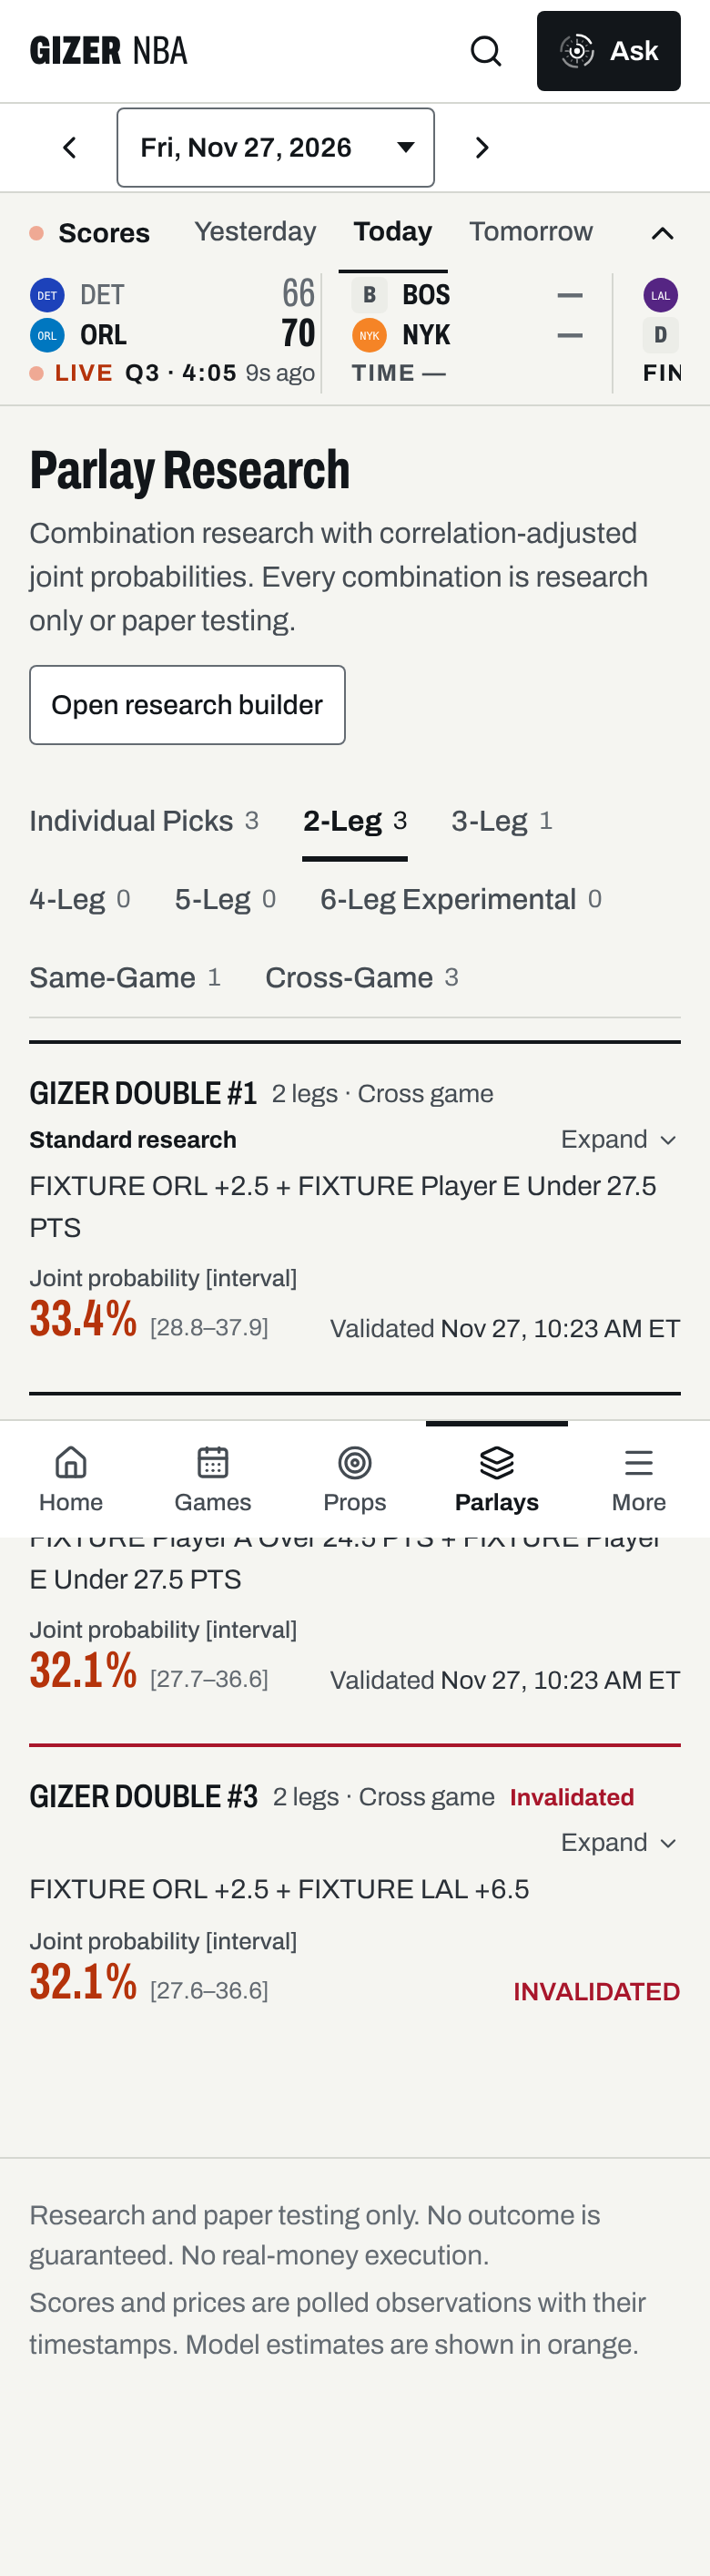 GIZER NBA
Ask
Fri, Nov 27, 2026
Scores Yesterday Today Tomorrow
DET DET 66
ORL ORL 70
LIVE Q3 · 4:05 9s ago
B BOS —
NYK NYK —
TIME —
LAL
D
FIN
Parlay Research
Combination research with correlation-adjusted
joint probabilities. Every combination is research
only or paper testing.
Open research builder
Individual Picks 3 2-Leg 3 3-Leg 1
4-Leg 0 5-Leg 0 6-Leg Experimental 0
Same-Game 1 Cross-Game 3
GIZER DOUBLE #1 2 legs · Cross game
Standard research Expand
FIXTURE ORL +2.5 + FIXTURE Player E Under 27.5
PTS
Joint probability [interval]
33.4% [28.8–37.9] Validated Nov 27, 10:23 AM ET
Home Games Props Parlays More
FIXTURE Player A Over 24.5 PTS + FIXTURE Player
E Under 27.5 PTS
Joint probability [interval]
32.1% [27.7–36.6] Validated Nov 27, 10:23 AM ET
GIZER DOUBLE #3 2 legs · Cross game Invalidated
Expand
FIXTURE ORL +2.5 + FIXTURE LAL +6.5
Joint probability [interval]
32.1% [27.6–36.6] INVALIDATED
Research and paper testing only. No outcome is
guaranteed. No real-money execution.
Scores and prices are polled observations with their
timestamps. Model estimates are shown in orange.